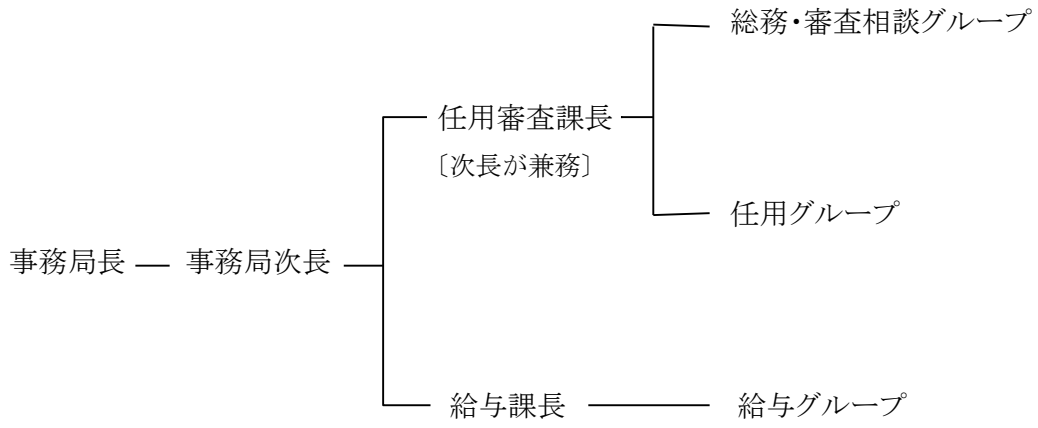 総務・審査相談グループ
任用審査課長
〔次長が兼務〕
任用グループ
事務局長 事務局次長
給与課長 給与グループ